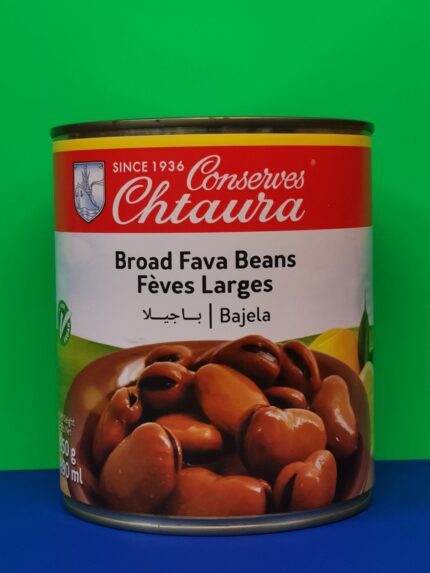 SINCE 1936
Conserves
Chtaura
Broad Fava Beans
Fèves Larges
باجيلا | Bajela